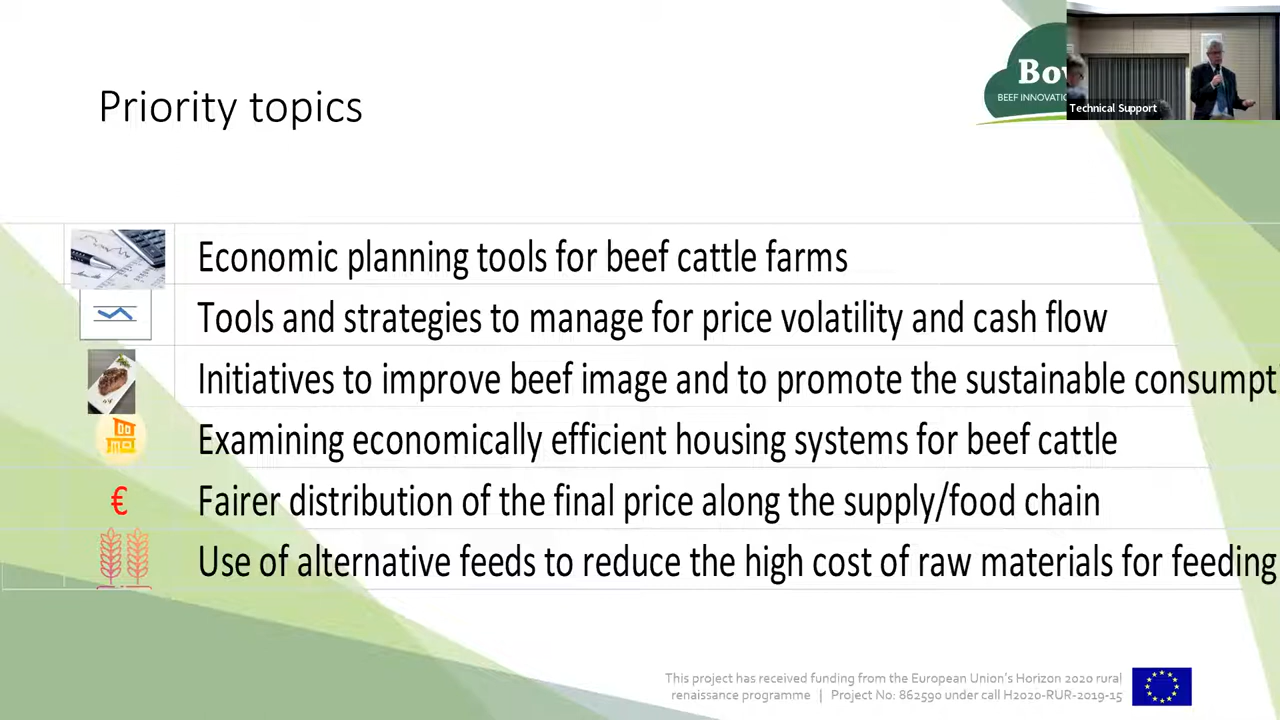 Bov
BEEF INNOVATIO
Technical Support
Priority topics
Economic planning tools for beef cattle farms
Tools and strategies to manage for price volatility and cash flow
Initiatives to improve beef image and to promote the sustainable consumpt
Examining economically efficient housing systems for beef cattle
€ Fairer distribution of the final price along the supply/food chain
Use of alternative feeds to reduce the high cost of raw materials for feeding
This project has received funding from the European Union's Horizon 2020 rural
renaissance programme | Project No: 862590 under call H2020-RUR-2019-15